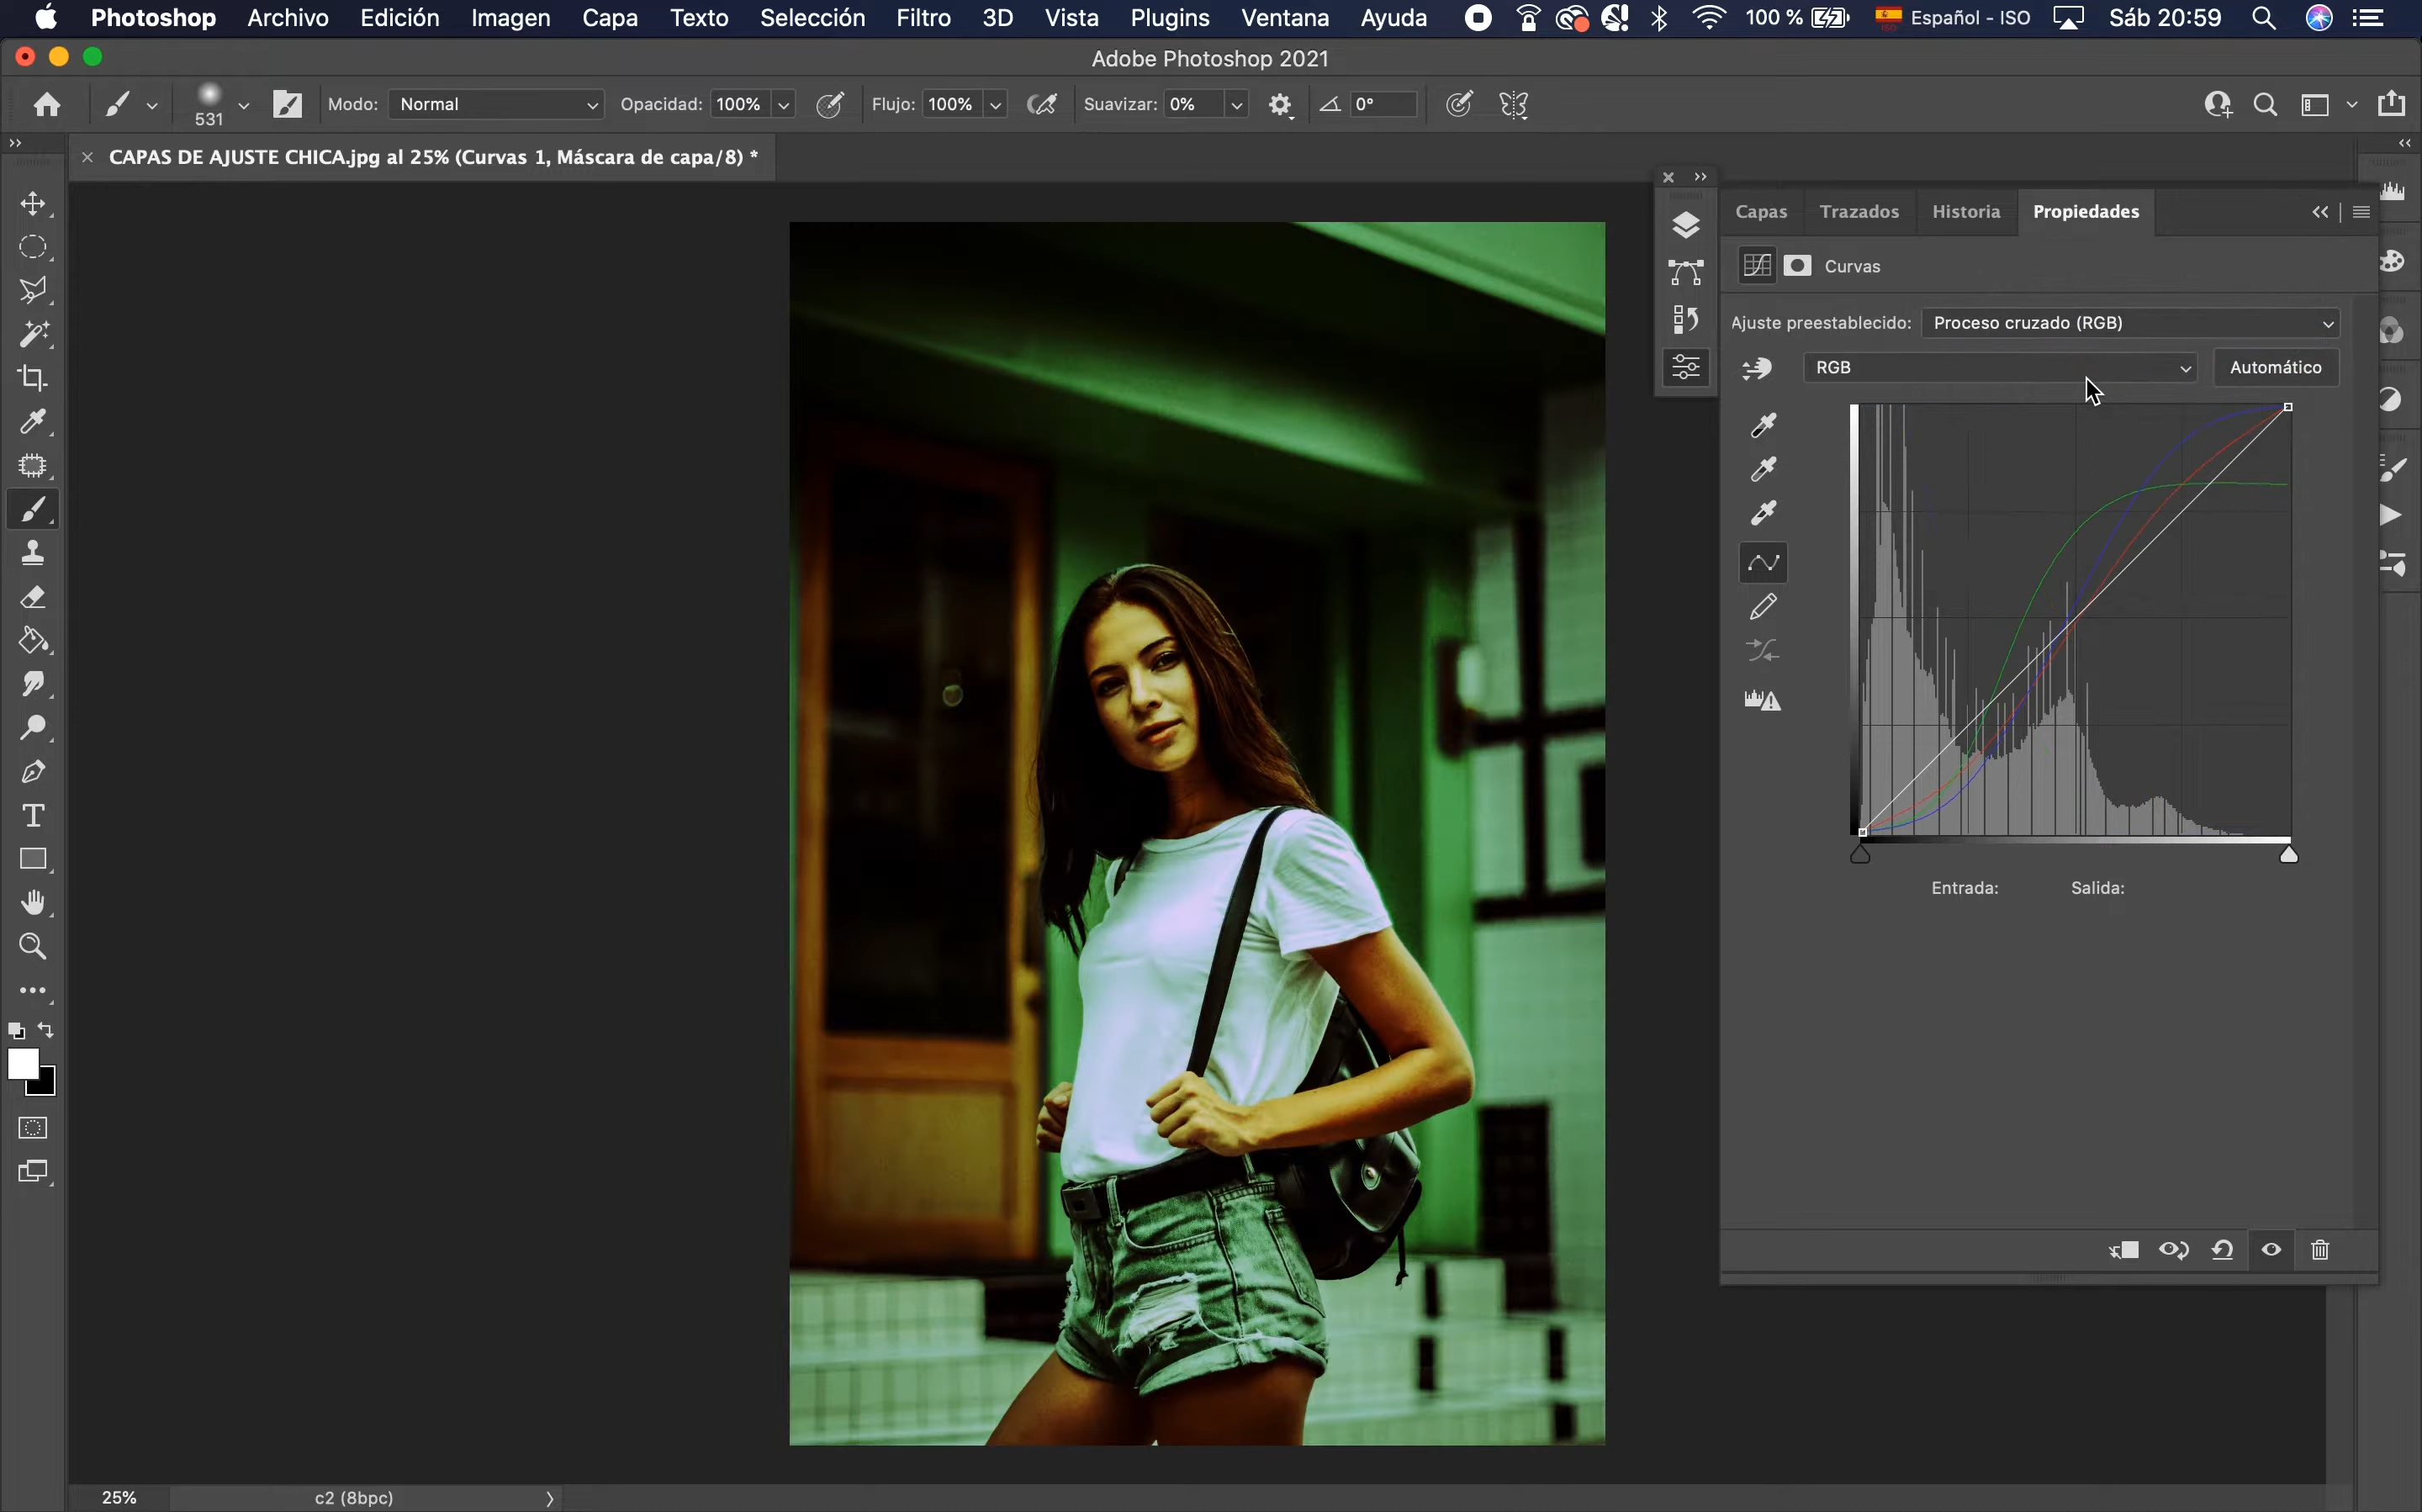 Photoshop Archivo Edición Imagen Capa Texto Selección Filtro 3D Vista Plugins Ventana Ayuda 100 % Español - ISO Sáb 20:59
Adobe Photoshop 2021
531 Modo: Normal Opacidad: 100% Flujo: 100% Suavizar: 0% 0°
CAPAS DE AJUSTE CHICA.jpg al 25% (Curvas 1, Máscara de capa/8) *
Capas Trazados Historia Propiedades
Curvas
Ajuste preestablecido: Proceso cruzado (RGB)
RGB Automático
Entrada: Salida:
25% c2 (8bpc)